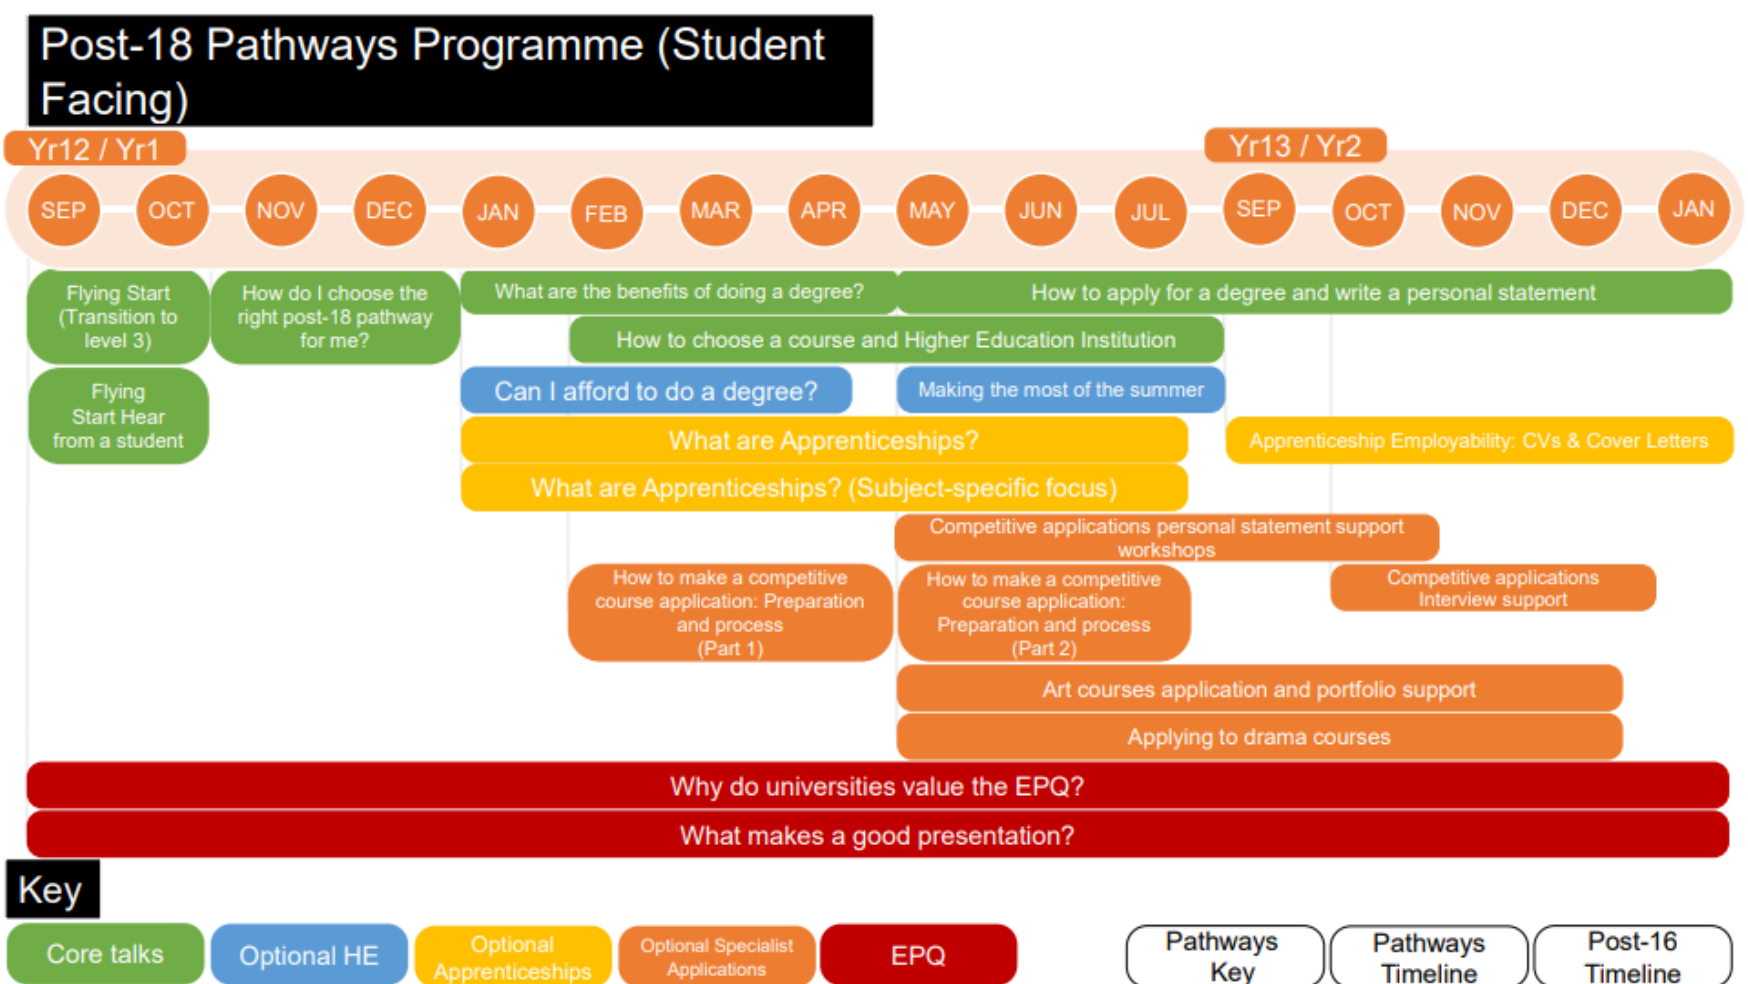 Post-18 Pathways Programme (Student
Facing)
Yr12 / Yr1
Yr13 / Yr2
SEP
OCT
NOV
DEC
JAN
FEB
MAR
APR
MAY
JUN
JUL
SEP
OCT
NOV
DEC
JAN
Flying Start
(Transition to
level 3)
How do I choose the
right post-18 pathway
for me?
What are the benefits of doing a degree?
How to apply for a degree and write a personal statement
How to choose a course and Higher Education Institution
Flying
Start Hear
from a student
Can I afford to do a degree?
Making the most of the summer
What are Apprenticeships?
Apprenticeship Employability: CVs & Cover Letters
What are Apprenticeships? (Subject-specific focus)
Competitive applications personal statement support
workshops
How to make a competitive
course application: Preparation
and process
(Part 1)
How to make a competitive
course application:
Preparation and process
(Part 2)
Competitive applications
Interview support
Art courses application and portfolio support
Applying to drama courses
Why do universities value the EPQ?
What makes a good presentation?
Key
Core talks
Optional HE
Optional
Apprenticeships
Optional Specialist
Applications
EPQ
Pathways
Key
Pathways
Timeline
Post-16
Timeline